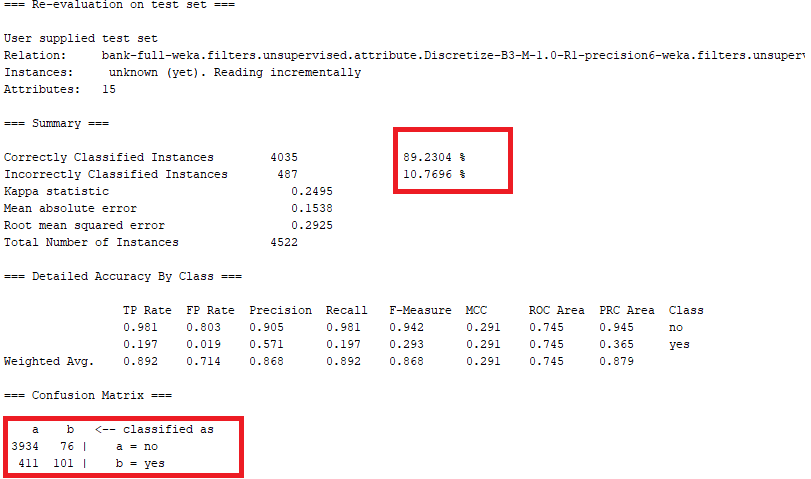 === Re-evaluation on test set ===
User supplied test set
Relation:     bank-full-weka.filters.unsupervised.attribute.Discretize-B3-M-1.0-R1-precision6-weka.filters.unsuperv
Instances:     unknown (yet). Reading incrementally
Attributes:   15
=== Summary ===
Correctly Classified Instances        4035               89.2304 %
Incorrectly Classified Instances       487               10.7696 %
Kappa statistic                          0.2495
Mean absolute error                      0.1538
Root mean squared error                  0.2925
Total Number of Instances             4522
=== Detailed Accuracy By Class ===
                 TP Rate  FP Rate  Precision  Recall   F-Measure  MCC      ROC Area  PRC Area  Class
                 0.981    0.803    0.905      0.981    0.942      0.291    0.745     0.945     no
                 0.197    0.019    0.571      0.197    0.293      0.291    0.745     0.365     yes
Weighted Avg.    0.892    0.714    0.868      0.892    0.868      0.291    0.745     0.879
=== Confusion Matrix ===
    a    b   <-- classified as
 3934   76 |    a = no
  411  101 |    b = yes